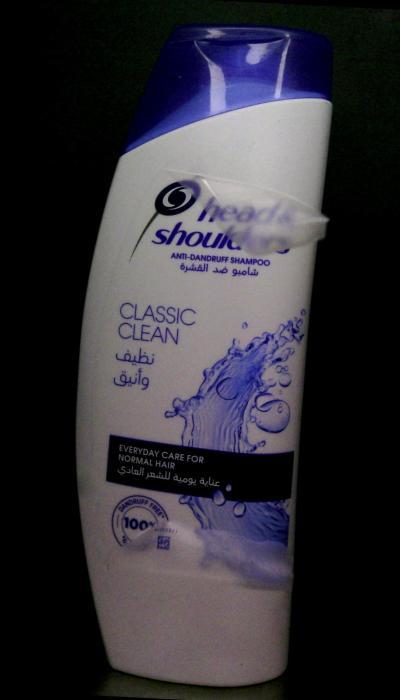 head &
shoulders
ANTI-DANDRUFF SHAMPOO
شامبو ضد القشرة
CLASSIC
CLEAN
نظيف
وأنيق
EVERYDAY CARE FOR
NORMAL HAIR
عناية يومية للشعر العادي
DANDRUFF FREE*
100%